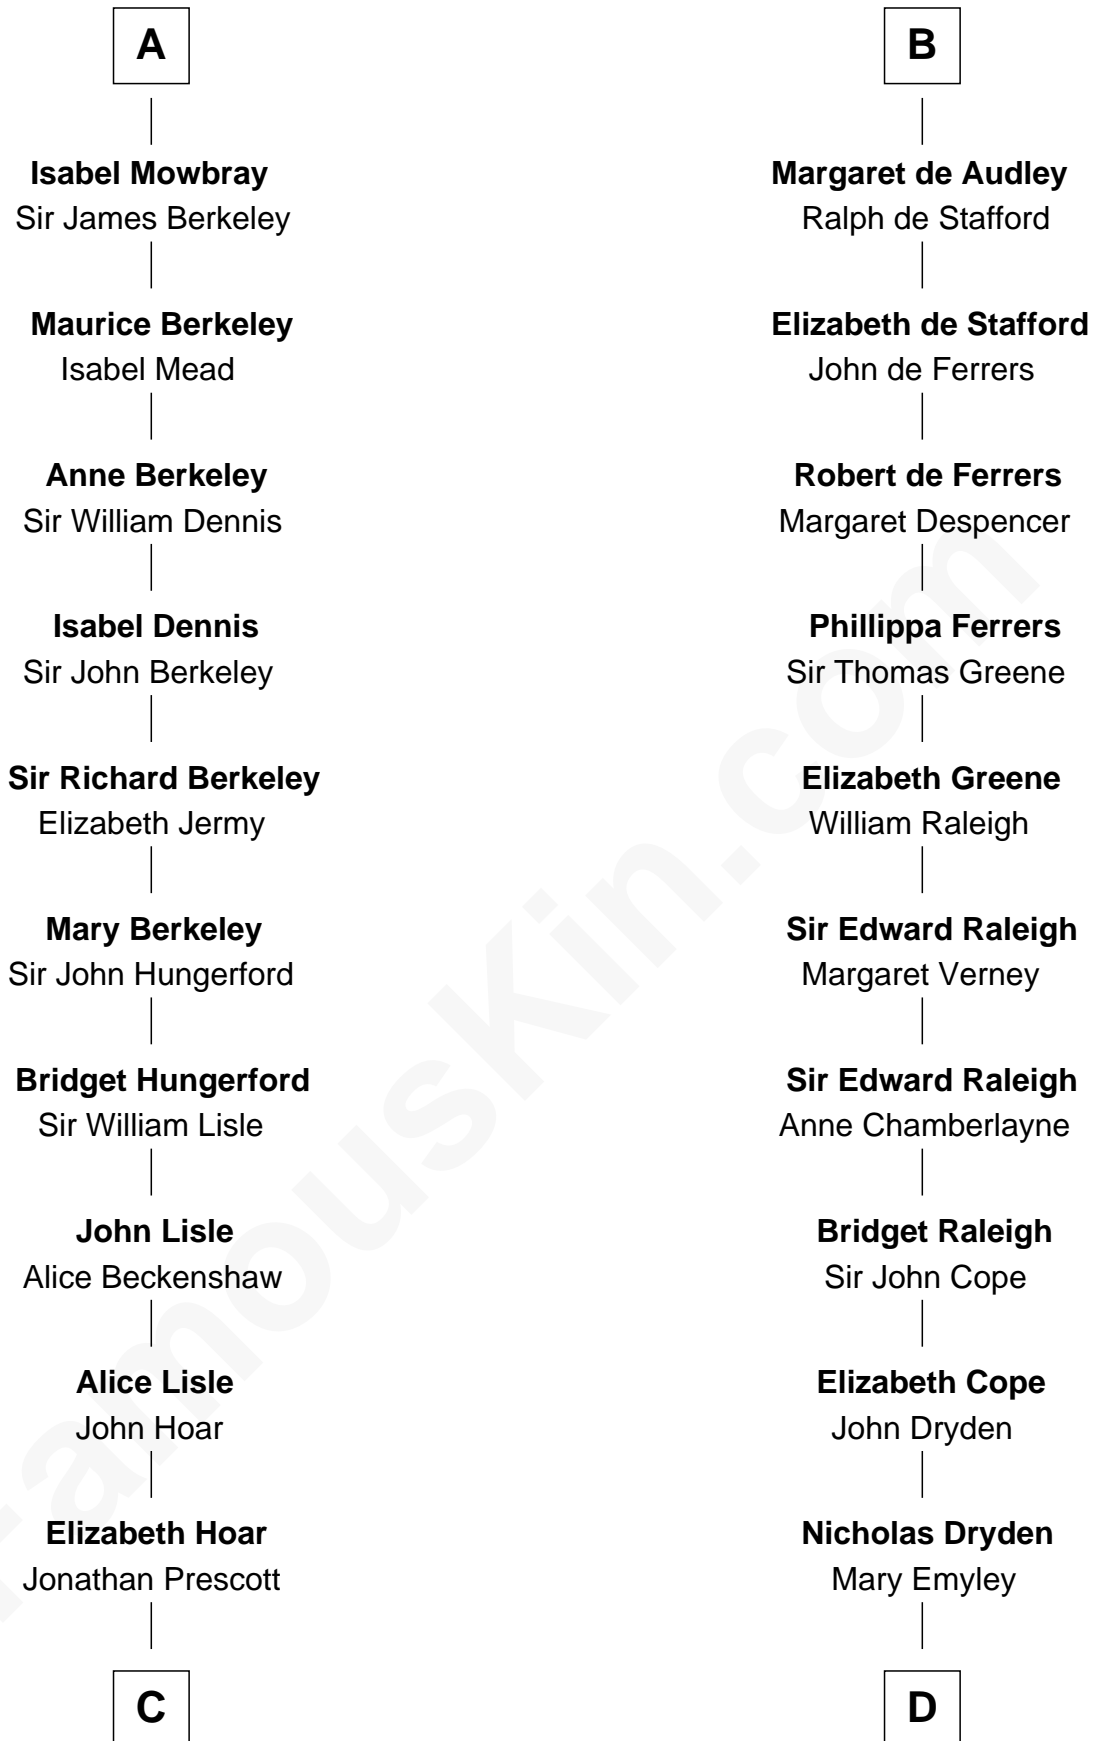 A
Isabel Mowbray
Sir James Berkeley
Maurice Berkeley
Isabel Mead
Anne Berkeley
Sir William Dennis
Isabel Dennis
Sir John Berkeley
Sir Richard Berkeley
Elizabeth Jermy
Mary Berkeley
Sir John Hungerford
Bridget Hungerford
Sir William Lisle
John Lisle
Alice Beckenshaw
Alice Lisle
John Hoar
Elizabeth Hoar
Jonathan Prescott
C
B
Margaret de Audley
Ralph de Stafford
Elizabeth de Stafford
John de Ferrers
Robert de Ferrers
Margaret Despencer
Phillippa Ferrers
Sir Thomas Greene
Elizabeth Greene
William Raleigh
Sir Edward Raleigh
Margaret Verney
Sir Edward Raleigh
Anne Chamberlayne
Bridget Raleigh
Sir John Cope
Elizabeth Cope
John Dryden
Nicholas Dryden
Mary Emyley
D
FamousKin.com